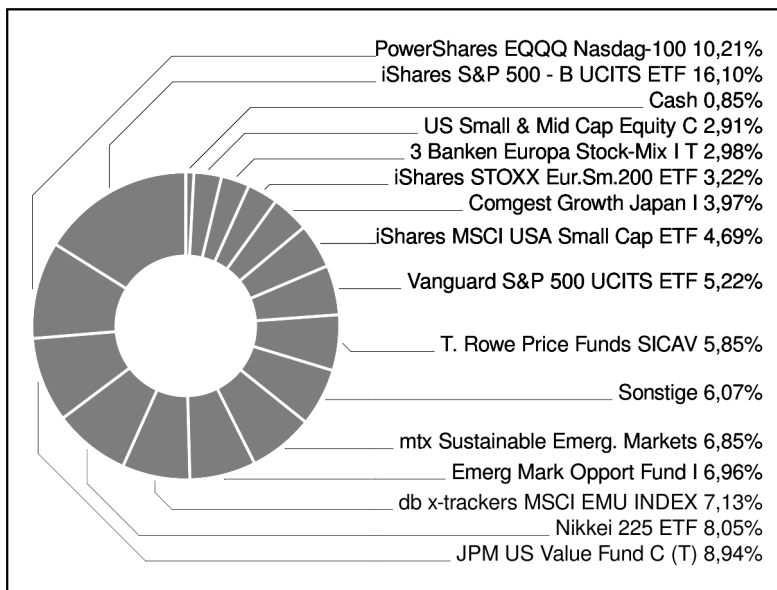 PowerShares EQQQ Nasdag-100 10,21%
iShares S&P 500 - B UCITS ETF 16,10%
Cash 0,85%
US Small & Mid Cap Equity C 2,91%
3 Banken Europa Stock-Mix I T 2,98%
iShares STOXX Eur.Sm.200 ETF 3,22%
Comgest Growth Japan I 3,97%
iShares MSCI USA Small Cap ETF 4,69%
Vanguard S&P 500 UCITS ETF 5,22%
T. Rowe Price Funds SICAV 5,85%
Sonstige 6,07%
mtx Sustainable Emerg. Markets 6,85%
Emerg Mark Opport Fund I 6,96%
db x-trackers MSCI EMU INDEX 7,13%
Nikkei 225 ETF 8,05%
JPM US Value Fund C (T) 8,94%